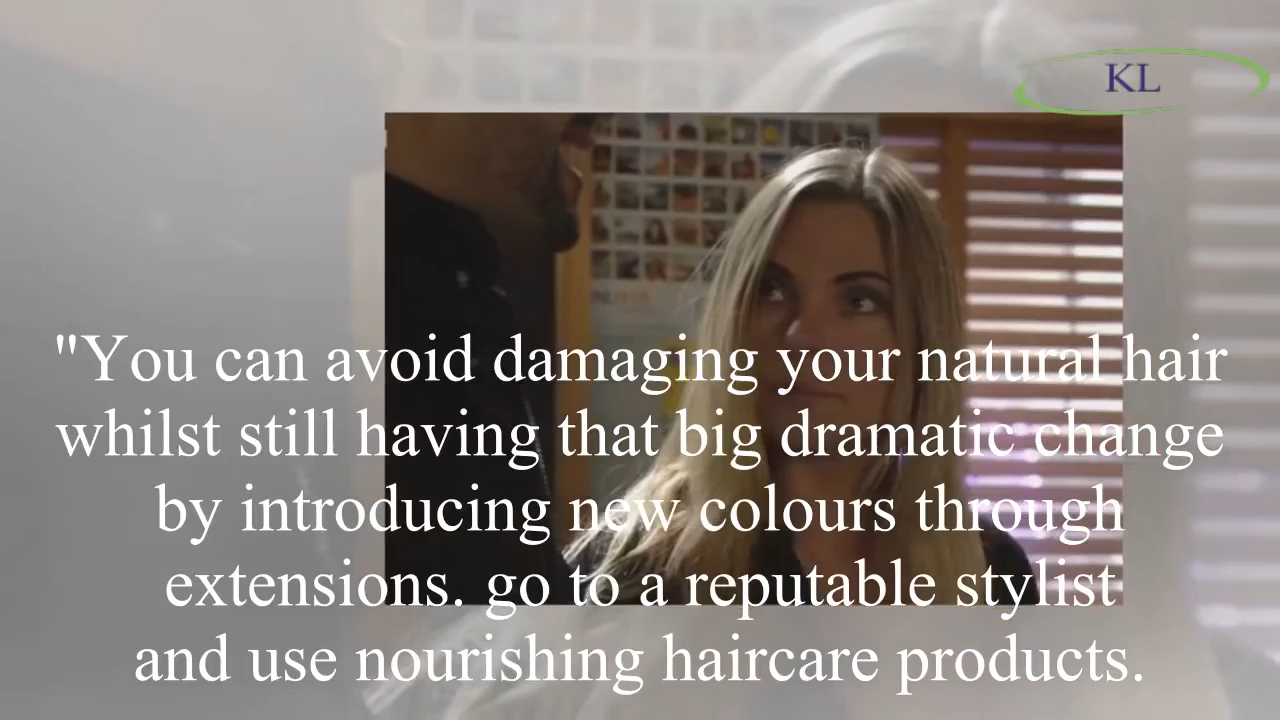 KL
"You can avoid damaging your natural hair
whilst still having that big dramatic change
by introducing new colours through
extensions. go to a reputable stylist
and use nourishing haircare products.